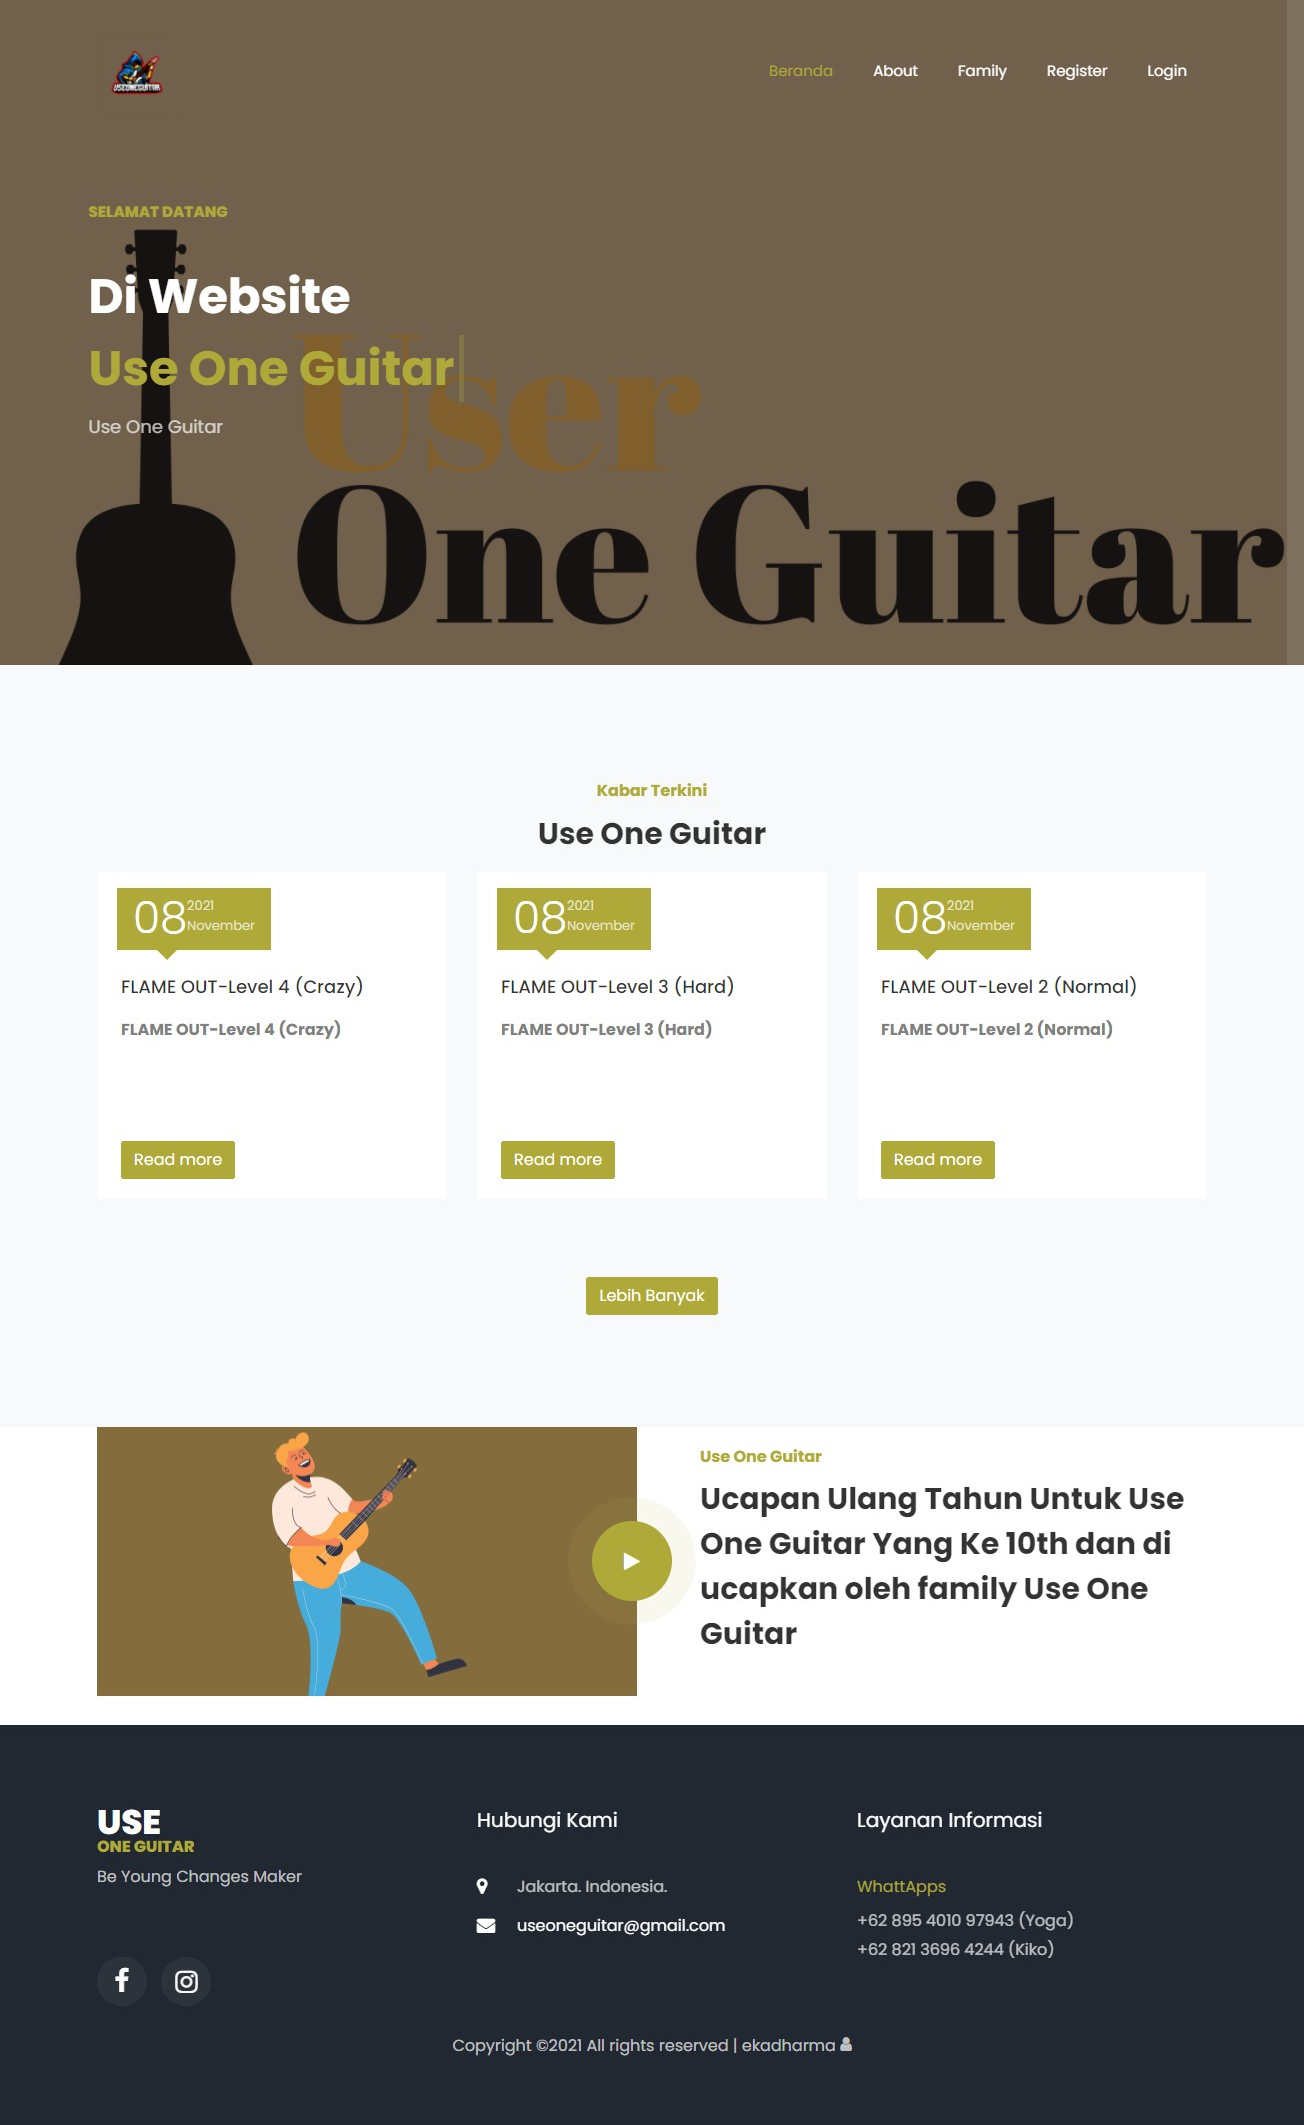 USEONEGUITAR
Beranda
About
Family
Register
Login
SELAMAT DATANG
Di Website
Use One Guitar
Use One Guitar
User
One Guitar
Kabar Terkini
Use One Guitar
08
2021
November
FLAME OUT-Level 4 (Crazy)
FLAME OUT-Level 4 (Crazy)
Read more
08
2021
November
FLAME OUT-Level 3 (Hard)
FLAME OUT-Level 3 (Hard)
Read more
08
2021
November
FLAME OUT-Level 2 (Normal)
FLAME OUT-Level 2 (Normal)
Read more
Lebih Banyak
Use One Guitar
Ucapan Ulang Tahun Untuk Use
One Guitar Yang Ke 10th dan di
ucapkan oleh family Use One
Guitar
USE
ONE GUITAR
Be Young Changes Maker
Hubungi Kami
Jakarta. Indonesia.
useoneguitar@gmail.com
Layanan Informasi
WhattApps
+62 895 4010 97943 (Yoga)
+62 821 3696 4244 (Kiko)
Copyright ©2021 All rights reserved | ekadharma